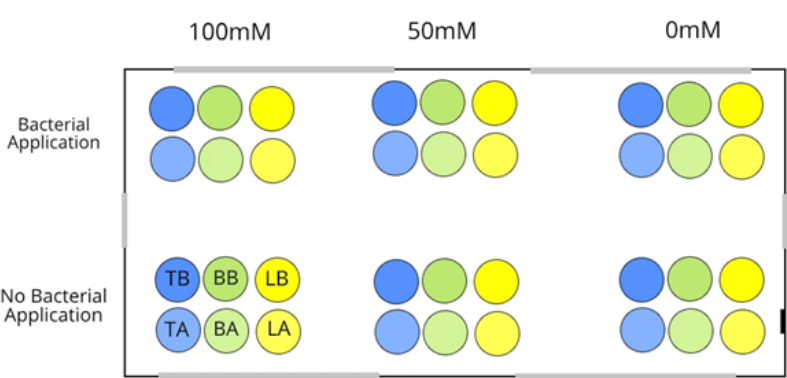 100mM 50mM 0mM
Bacterial
Application
TB BB LB
No Bacterial
Application
TA BA LA